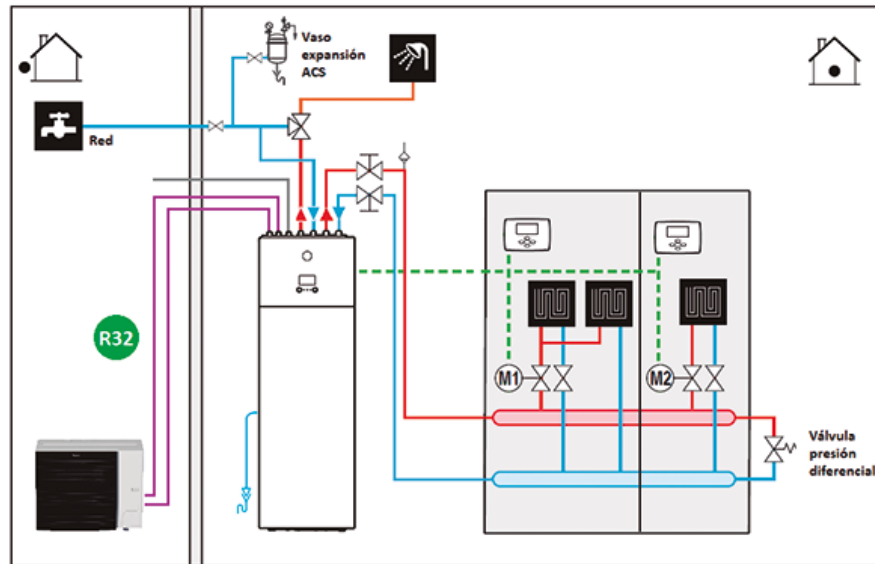 Vaso
expansión
ACS
Red
R32
M1
M2
Válvula
presión
diferencial